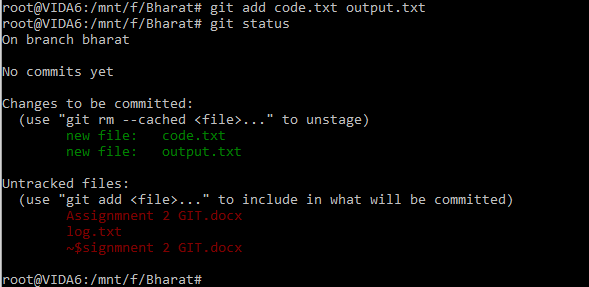 root@VIDA6:/mnt/f/Bharat# git add code.txt output.txt
root@VIDA6:/mnt/f/Bharat# git status
On branch bharat
No commits yet
Changes to be committed:
  (use "git rm --cached <file>..." to unstage)
        new file:   code.txt
        new file:   output.txt
Untracked files:
  (use "git add <file>..." to include in what will be committed)
        Assignmnent 2 GIT.docx
        log.txt
        ~$signmnent 2 GIT.docx
root@VIDA6:/mnt/f/Bharat#